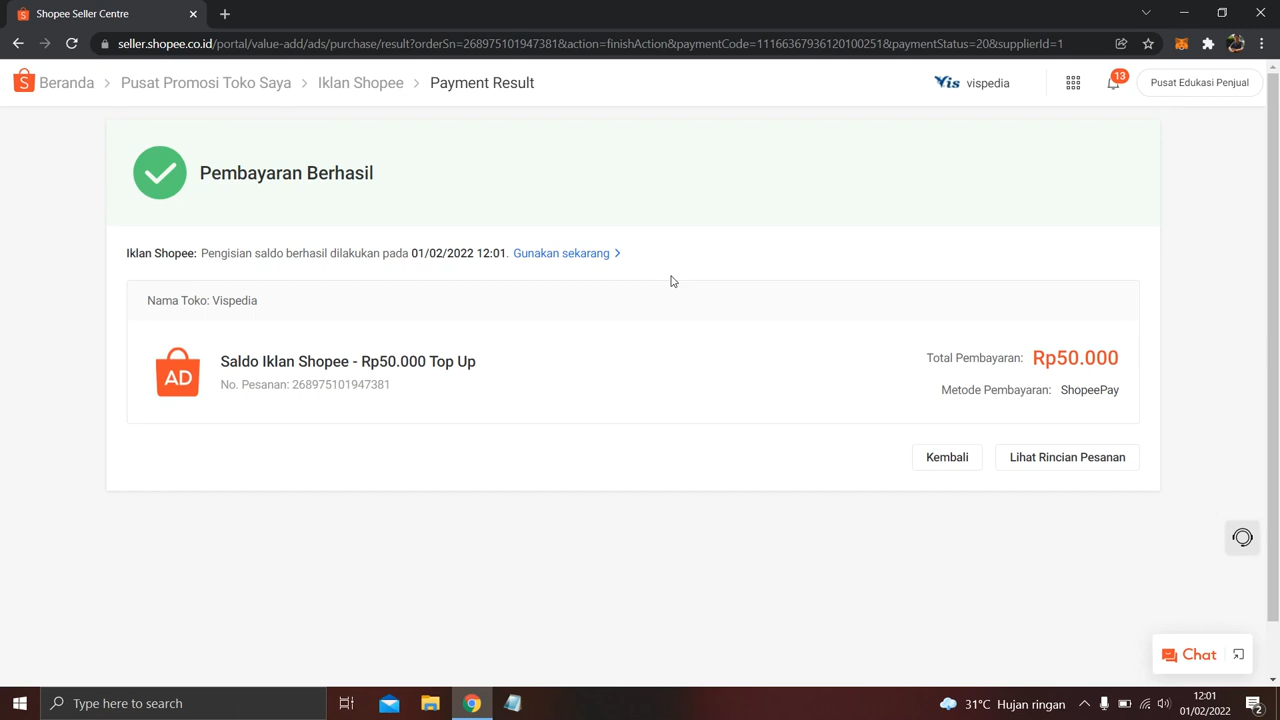 Shopee Seller Centre
seller.shopee.co.id/portal/value-add/ads/purchase/result?orderSn=268975101947381&action=finishAction&paymentCode=111663679361201002​51&paymentStatus=20&supplierId=1
Beranda > Pusat Promosi Toko Saya > Iklan Shopee > Payment Result
Vis vispedia
13
Pusat Edukasi Penjual
Pembayaran Berhasil
Iklan Shopee: Pengisian saldo berhasil dilakukan pada 01/02/2022 12:01. Gunakan sekarang >
Nama Toko: Vispedia
AD
Saldo Iklan Shopee - Rp50.000 Top Up
No. Pesanan: 268975101947381
Total Pembayaran: Rp50.000
Metode Pembayaran: ShopeePay
Kembali
Lihat Rincian Pesanan
Chat
Type here to search
31°C Hujan ringan
12:01
01/02/2022
2